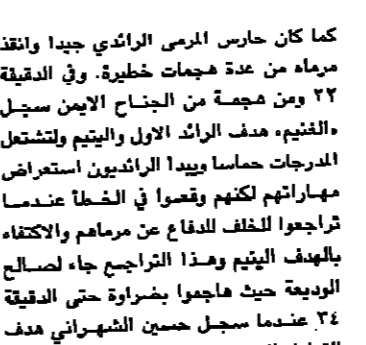 كما كان حارس المرمى الرائدي جيدا وانقذ
مرماه من عدة هجمات خطيرة. وفي الدقيقة
٢٢ ومن هجمة من الجناح الايمن سجل
«الغنيم» هدف الرائد الاول واليتيم ولتشتعل
المدرجات حماسا ويبدا الرائديون استعراض
مهاراتهم لكنهم وقعوا في الخطأ عندما
تراجعوا للخلف للدفاع عن مرماهم والاكتفاء
بالهدف اليتيم وهذا التراجع جاء لصالح
الوديعة حيث هاجموا بضراوة حتى الدقيقة
٣٤ عندما سجل حسين الشهراني هدف